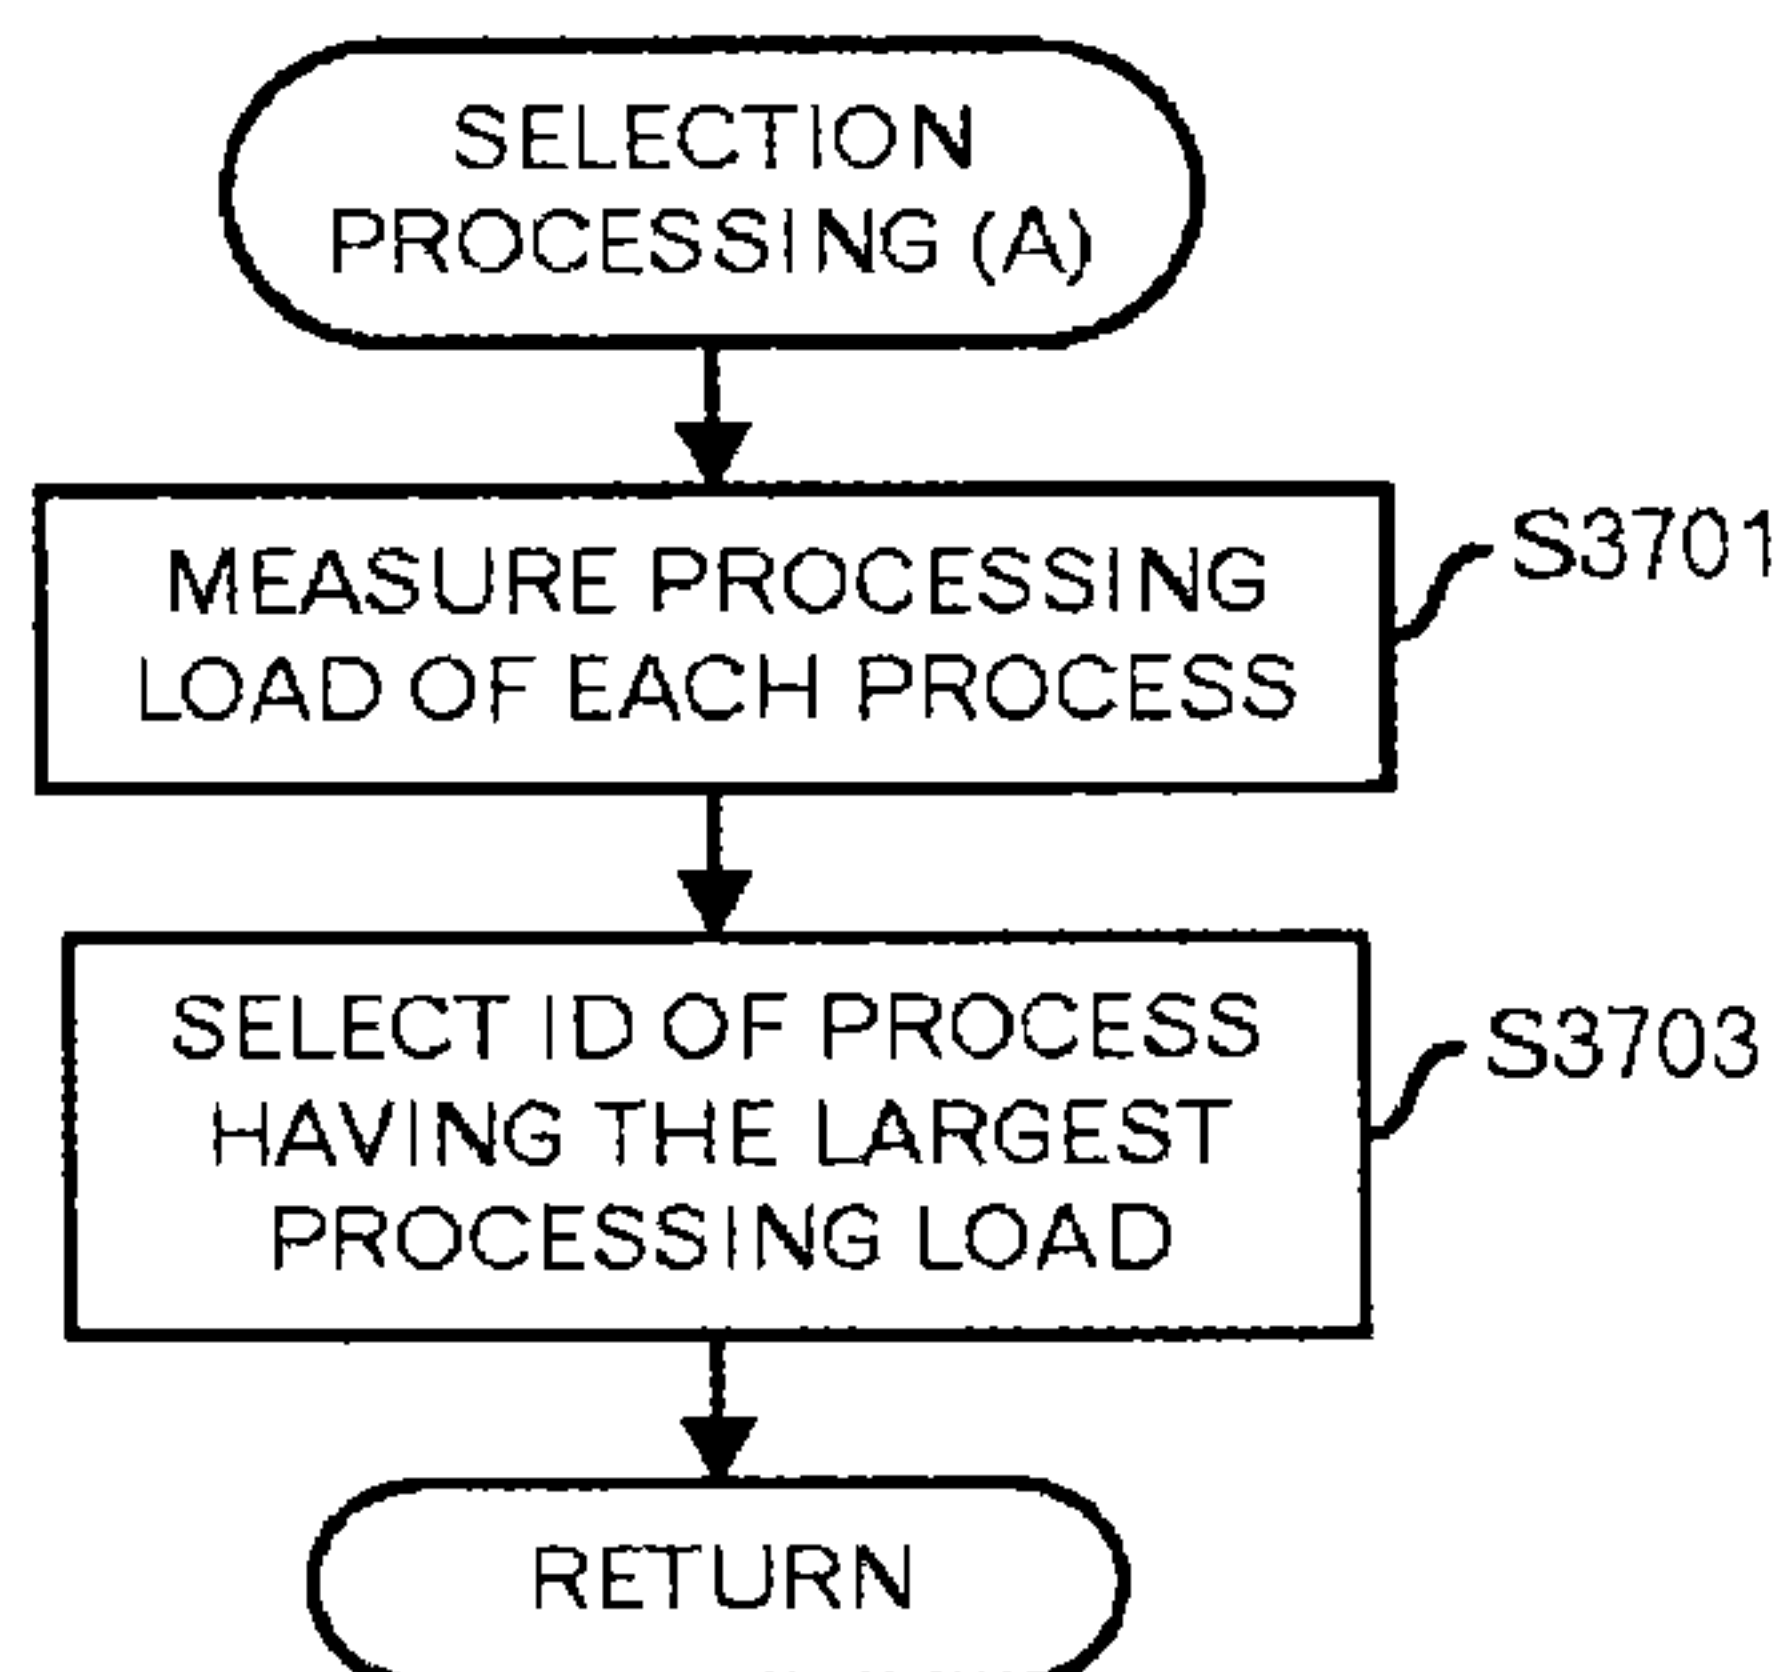 SELECTION
PROCESSING (A)
MEASURE PROCESSING
LOAD OF EACH PROCESS
S3701
SELECT ID OF PROCESS
HAVING THE LARGEST
PROCESSING LOAD
S3703
RETURN